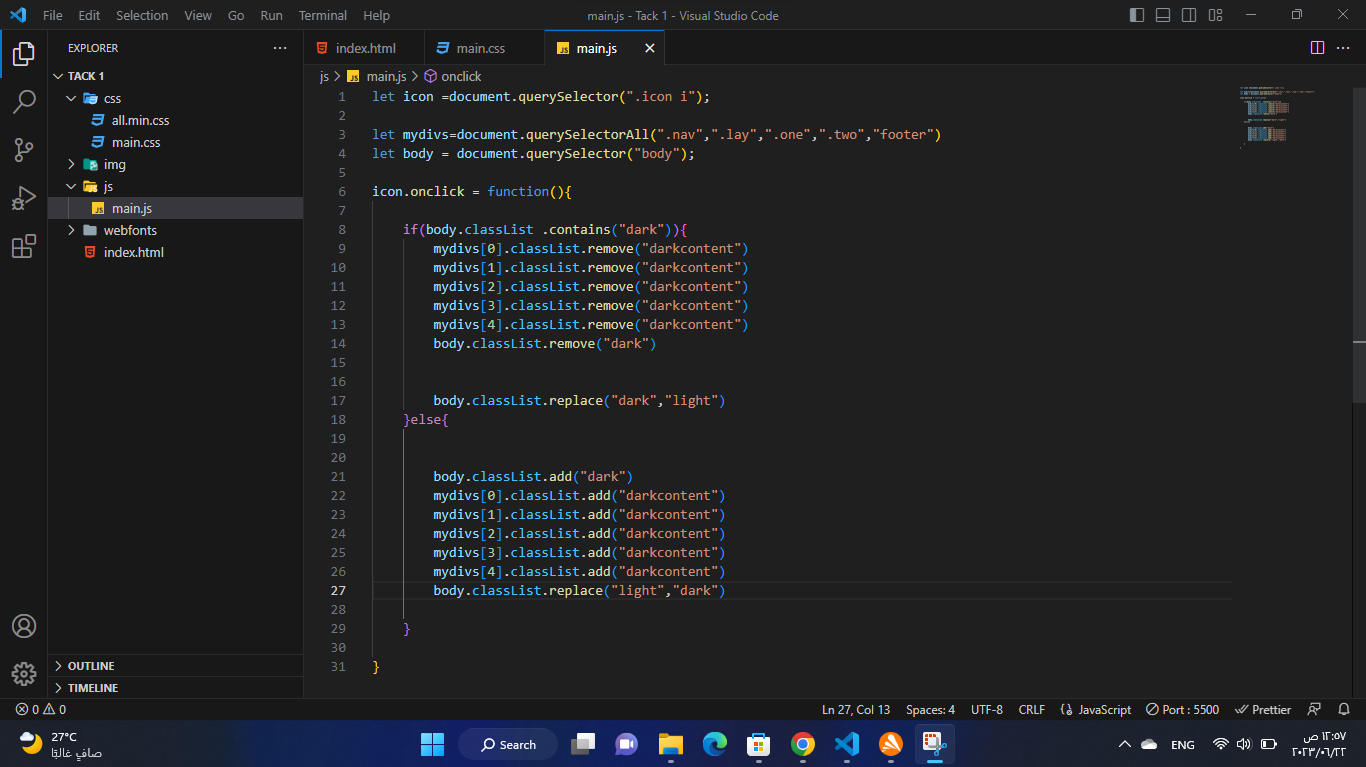 File Edit Selection View Go Run Terminal Help main.js - Tack 1 - Visual Studio Code
EXPLORER
TACK 1
css
all.min.css
main.css
img
js
main.js
webfonts
index.html
OUTLINE
TIMELINE
index.html main.css main.js
js > main.js > onclick
1 let icon =document.querySelector(".icon i");
2
3 let mydivs=document.querySelectorAll(".nav",".lay",".one",".two","footer")
4 let body = document.querySelector("body");
5
6 icon.onclick = function(){
7
8 if(body.classList .contains("dark")){
9 mydivs[0].classList.remove("darkcontent")
10 mydivs[1].classList.remove("darkcontent")
11 mydivs[2].classList.remove("darkcontent")
12 mydivs[3].classList.remove("darkcontent")
13 mydivs[4].classList.remove("darkcontent")
14 body.classList.remove("dark")
15
16
17 body.classList.replace("dark","light")
18 }else{
19
20
21 body.classList.add("dark")
22 mydivs[0].classList.add("darkcontent")
23 mydivs[1].classList.add("darkcontent")
24 mydivs[2].classList.add("darkcontent")
25 mydivs[3].classList.add("darkcontent")
26 mydivs[4].classList.add("darkcontent")
27 body.classList.replace("light","dark")
28
29 }
30
31 }
0 0 Ln 27, Col 13 Spaces: 4 UTF-8 CRLF JavaScript Port : 5500 Prettier
27°C
صافٍ غالبًا
Search
ENG
١٢:٥٧ ص
٢٠٢٣/٠٦/٢٢